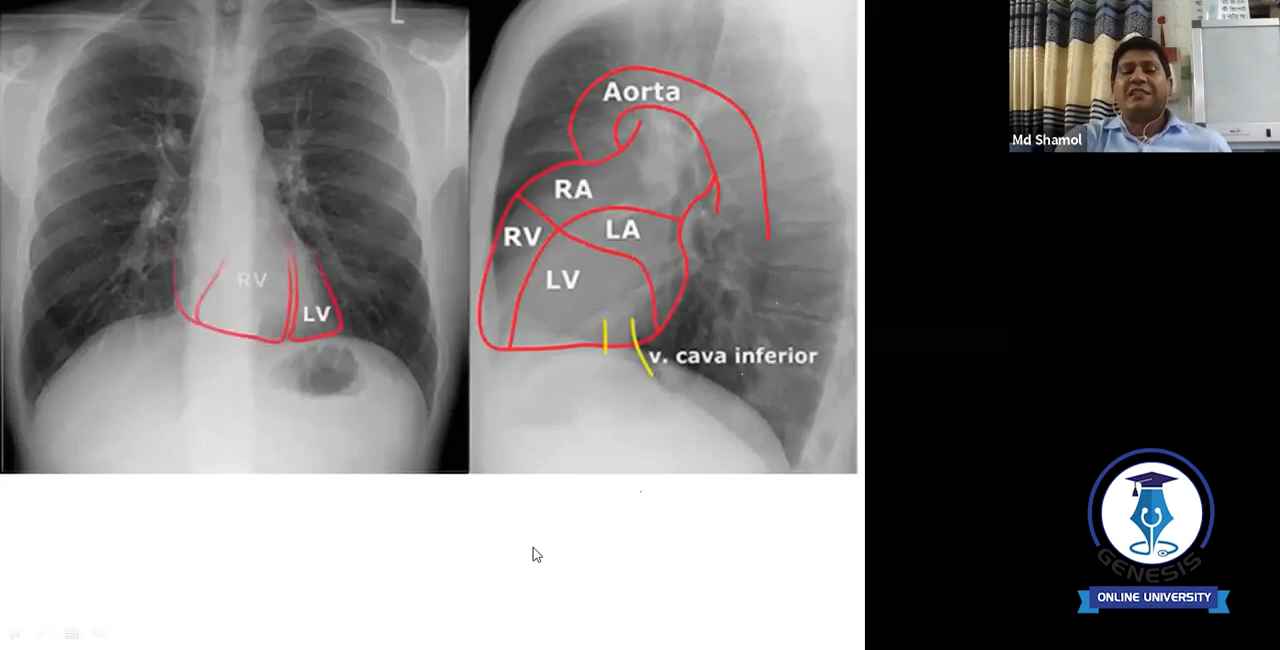 L
Aorta
RA
RV
LA
LV
RV
LV
v. cava inferior
Md Shamol
GENESIS
ONLINE UNIVERSITY